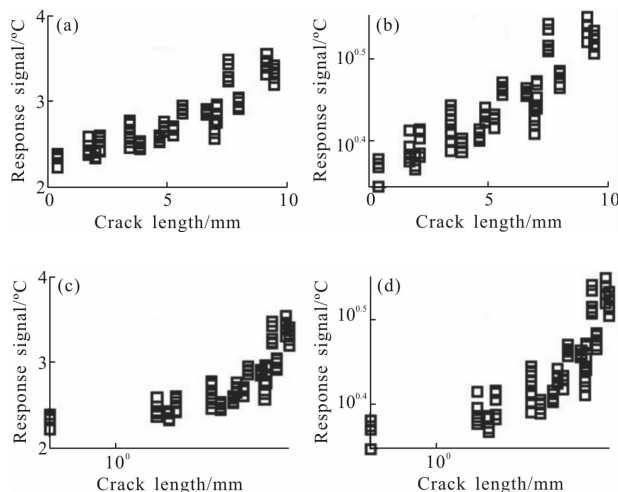 (a)
Response signal/°C
4
3
2
0
5
10
Crack length/mm
(b)
Response signal/°C
10^0.5
10^0.4
0
5
10
Crack length/mm
(c)
Response signal/°C
4
3
2
10^0
Crack length/mm
(d)
Response signal/°C
10^0.5
10^0.4
10^0
Crack length/mm